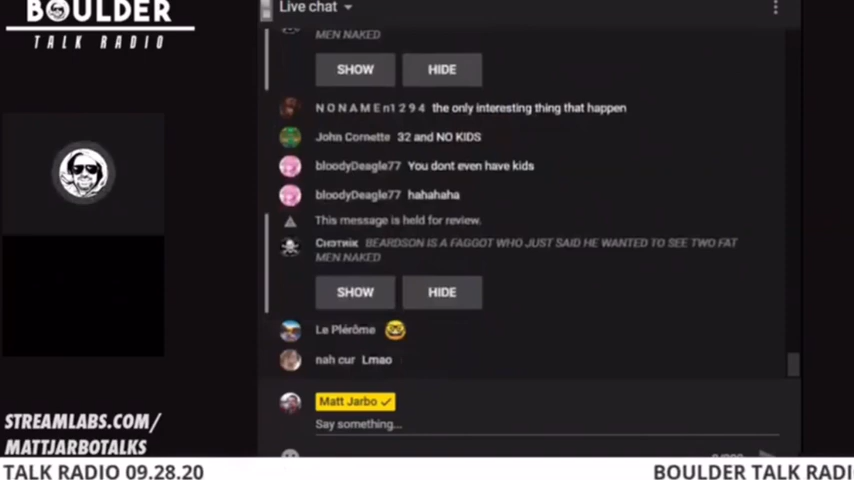 BOULDER
TALK RADIO
Live chat
MEN NAKED
SHOW HIDE
N O N A M E n1 2 9 4 the only interesting thing that happen
John Cornette 32 and NO KIDS
bloodyDeagle77 You dont even have kids
bloodyDeagle77 hahahaha
This message is held for review.
Снэтяік BEARDSON IS A FAGGOT WHO JUST SAID HE WANTED TO SEE TWO FAT
MEN NAKED
SHOW HIDE
Le Plérôme
nah cur Lmao
Matt Jarbo
Say something...
STREAMLABS.COM/
MATTJARBOTALKS
TALK RADIO 09.28.20 BOULDER TALK RADI